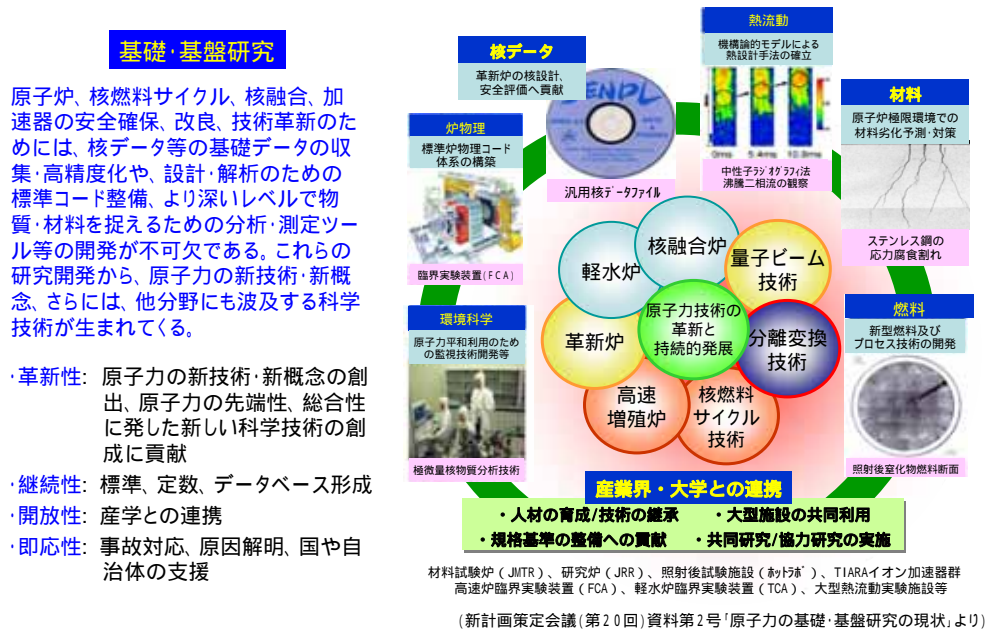 基礎･基盤研究
原子炉、核燃料サイクル、核融合、加
速器の安全確保、改良、技術革新のた
めには、核データ等の基礎データの収
集･高精度化や、設計･解析のための
標準コード整備、より深いレベルで物
質･材料を捉えるための分析･測定ツー
ル等の開発が不可欠である。これらの
研究開発から、原子力の新技術･新概
念、さらには、他分野にも波及する科学
技術が生まれてくる。
･革新性: 原子力の新技術･新概念の創
出、原子力の先端性、総合性
に発した新しい科学技術の創
成に貢献
･継続性: 標準、定数、データベース形成
･開放性: 産学との連携
･即応性: 事故対応、原因解明、国や自
治体の支援
核データ
革新炉の核設計、
安全評価へ貢献
JENDL
汎用核ﾃﾞｰﾀﾌｧｲﾙ
熱流動
機構論的モデルによる
熱設計手法の確立
0ms 5.4ms 10.8ms
中性子ﾗｼﾞｵｸﾞﾗﾌｨ法
沸騰二相流の観察
材料
原子炉極限環境での
材料劣化予測･対策
ステンレス鋼の
応力腐食割れ
炉物理
標準炉物理コード
体系の構築
臨界実験装置(FCA)
環境科学
原子力平和利用のため
の監視技術開発等
極微量核物質分析技術
燃料
新型燃料及び
プロセス技術の開発
照射後窒化物燃料断面
核融合炉
軽水炉
量子ビーム
技術
原子力技術の
革新と
持続的発展
革新炉
分離変換
技術
高速
増殖炉
核燃料
サイクル
技術
産業界・大学との連携
・人材の育成/技術の継承 ・大型施設の共同利用
・規格基準の整備への貢献 ・共同研究/協力研究の実施
材料試験炉（JMTR）、研究炉（JRR）、照射後試験施設（ﾎｯﾄﾗﾎﾞ）、TIARAイオン加速器群
高速炉臨界実験装置（FCA）、軽水炉臨界実験装置（TCA）、大型熱流動実験施設等
(新計画策定会議(第２０回)資料第２号｢原子力の基礎･基盤研究の現状｣より)